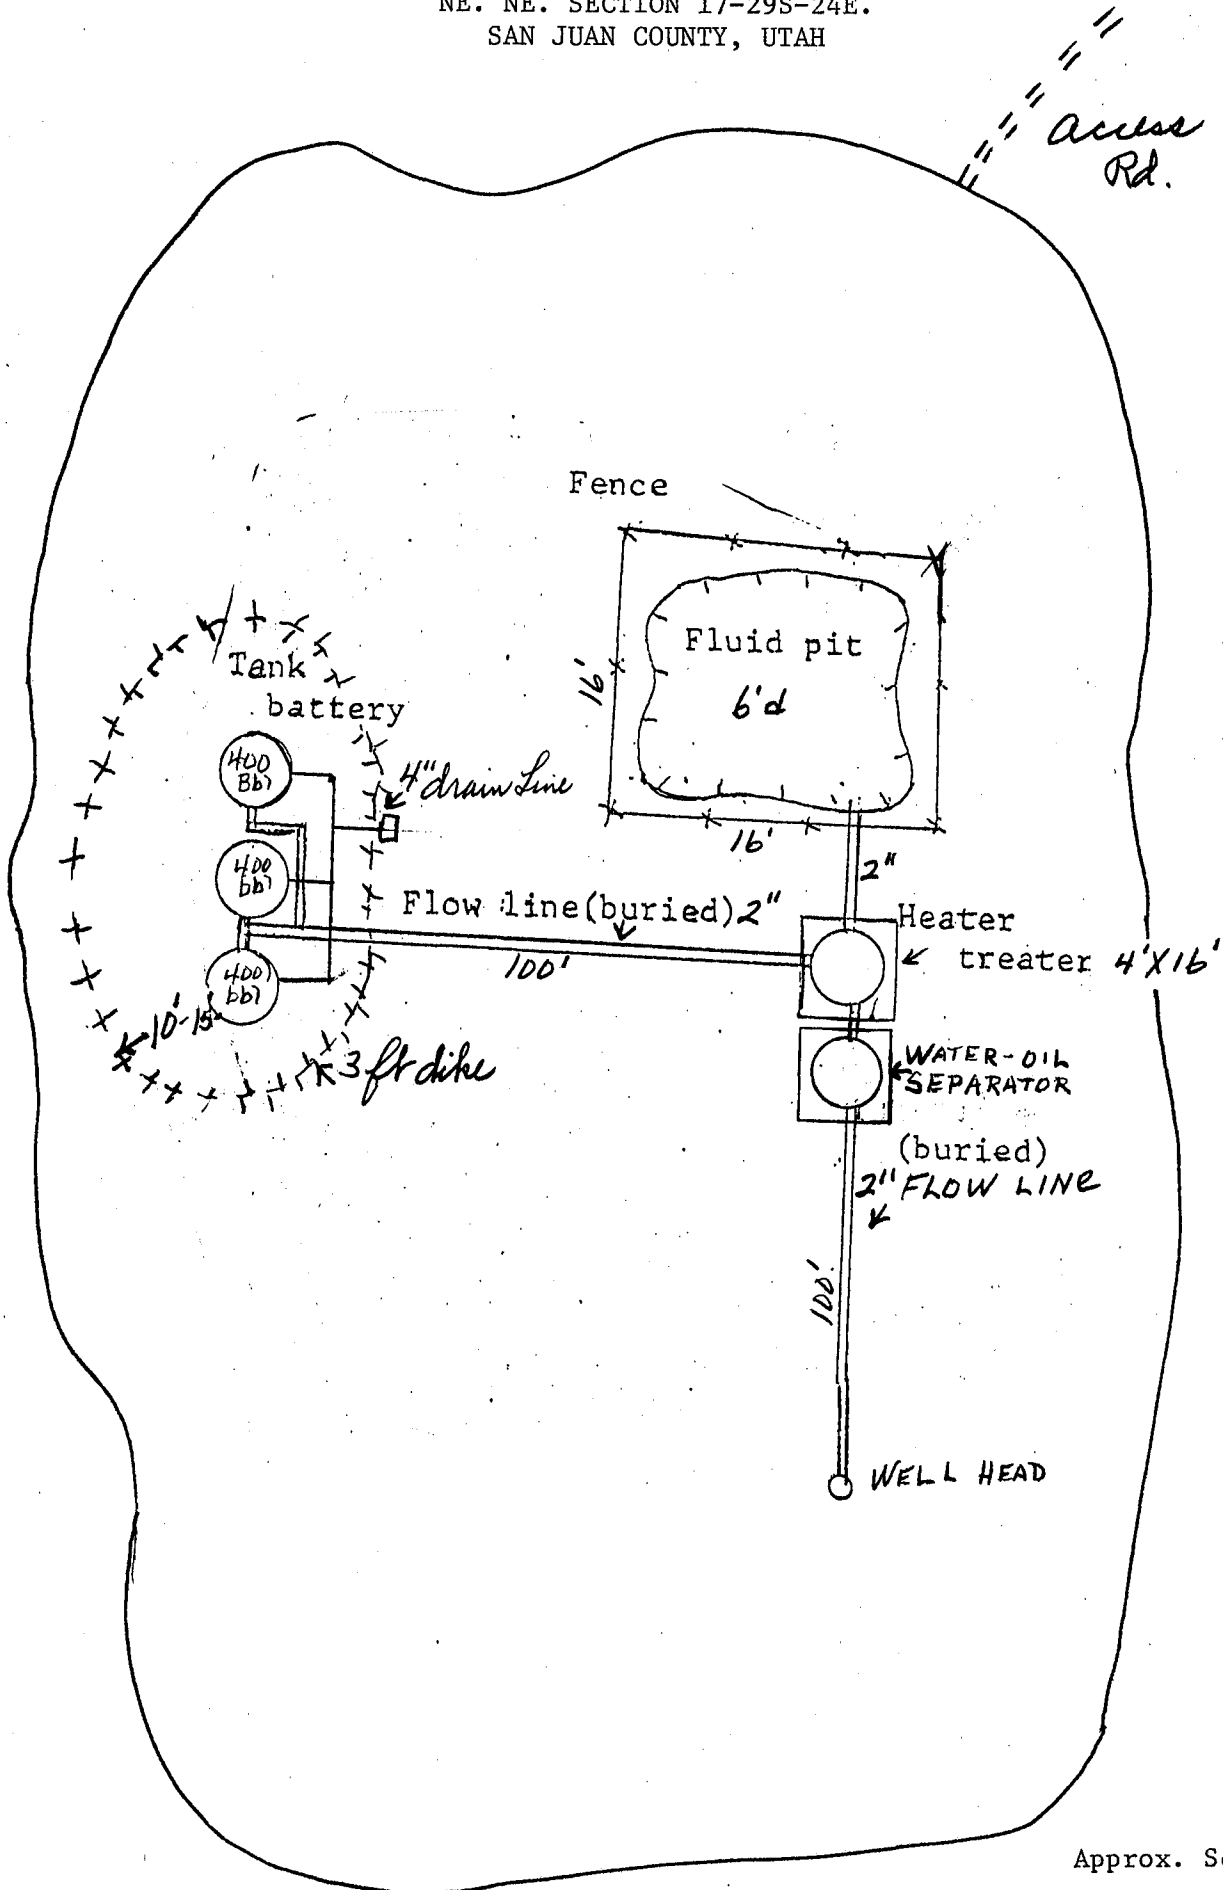 NE. NE. SECTION 17-29S-24E.
SAN JUAN COUNTY, UTAH
Access
Rd.
Fence
Fluid pit
6'd
16'
16'
Tank
battery
400
Bbl
400
bbl
400
bbl
4" drain Line
2"
Flow line (buried) 2"
100'
Heater
treater 4'X16'
10'-15'
3 ft dike
WATER-OIL
SEPARATOR
(buried)
2" FLOW LINE
100'
WELL HEAD
Approx.